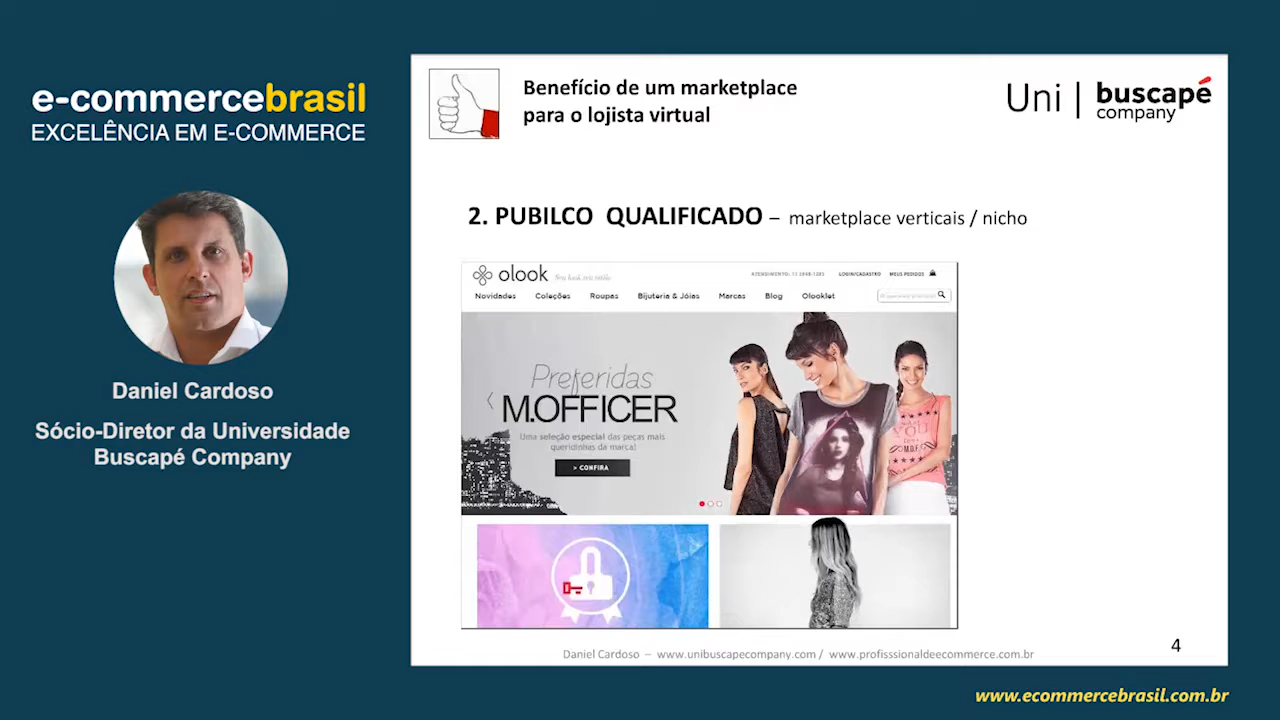 e-commercebrasil
EXCELÊNCIA EM E-COMMERCE
Daniel Cardoso
Sócio-Diretor da Universidade
Buscapé Company
Benefício de um marketplace
para o lojista virtual
Uni | buscapé
company
2. PUBILCO QUALIFICADO – marketplace verticais / nicho
olook
LOGIN/CADASTRO MEUS PEDIDOS
Novidades Coleções Roupas Bijuteria & Jóias Marcas Blog Olooklet
Preferidas
M.OFFICER
Uma seleção especial das peças mais
queridinhas da marca!
> CONFIRA
Daniel Cardoso – www.unibuscapecompany.com / www.profisssionaldeecommerce.com.br
4
www.ecommercebrasil.com.br